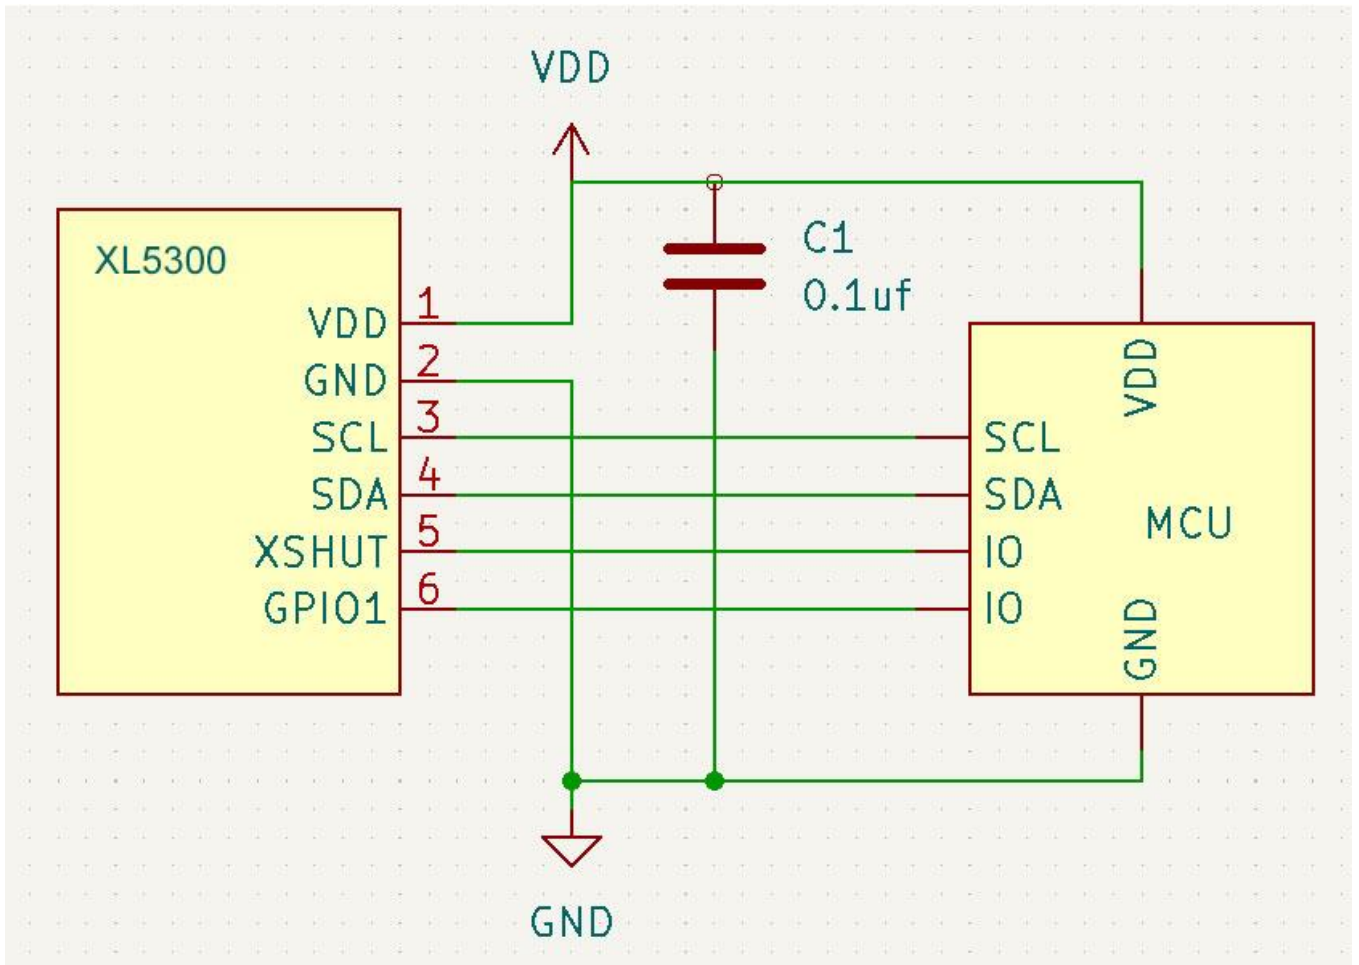 VDD
XL5300
C1
0.1uf
VDD 1
GND 2
SCL 3
SDA 4
XSHUT 5
GPIO1 6
VDD
SCL
SDA
MCU
IO
IO
GND
GND